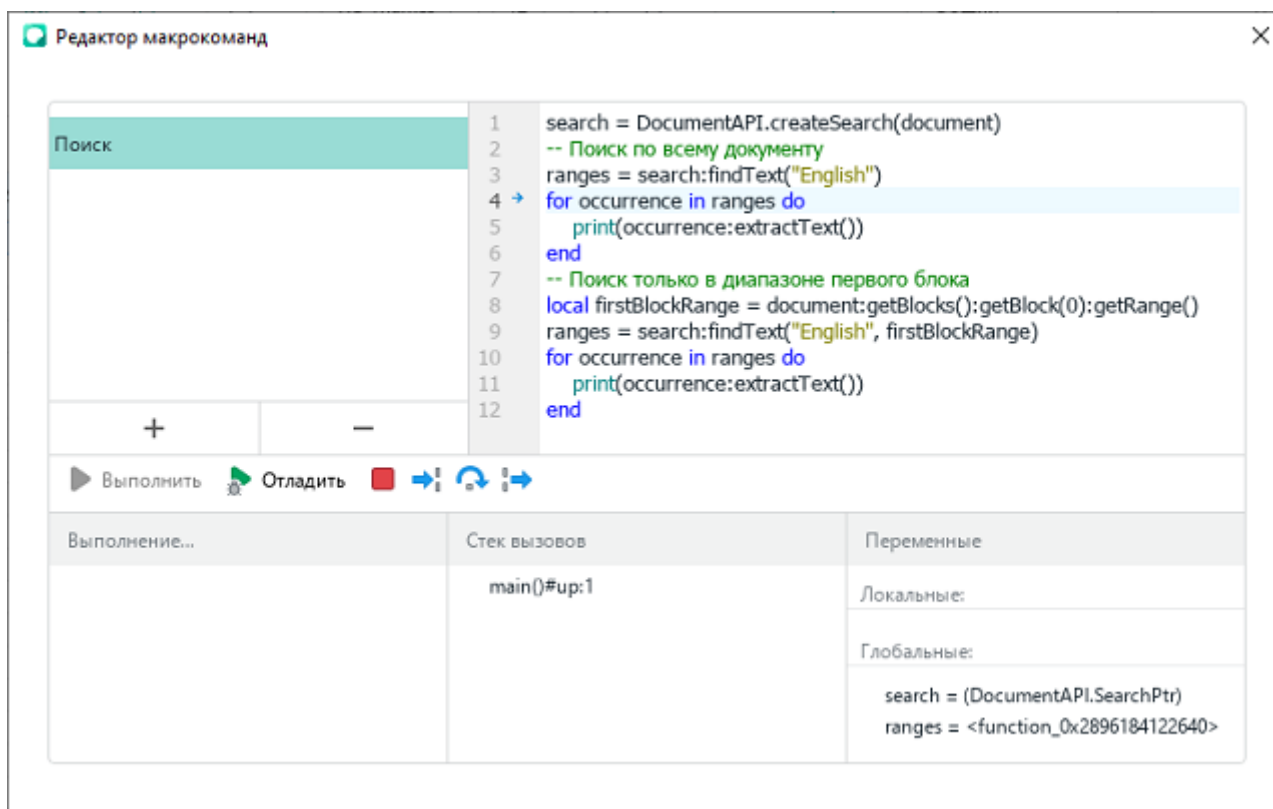 Редактор макрокоманд
Поиск
1 search = DocumentAPI.createSearch(document)
2 -- Поиск по всему документу
3 ranges = search:findText("English")
4 for occurrence in ranges do
5 print(occurrence:extractText())
6 end
7 -- Поиск только в диапазоне первого блока
8 local firstBlockRange = document:getBlocks():getBlock(0):getRange()
9 ranges = search:findText("English", firstBlockRange)
10 for occurrence in ranges do
11 print(occurrence:extractText())
12 end
Выполнить Отладить
Выполнение... Стек вызовов Переменные
main()#up:1
Локальные:
Глобальные:
search = (DocumentAPI.SearchPtr)
ranges = <function_0x2896184122640>